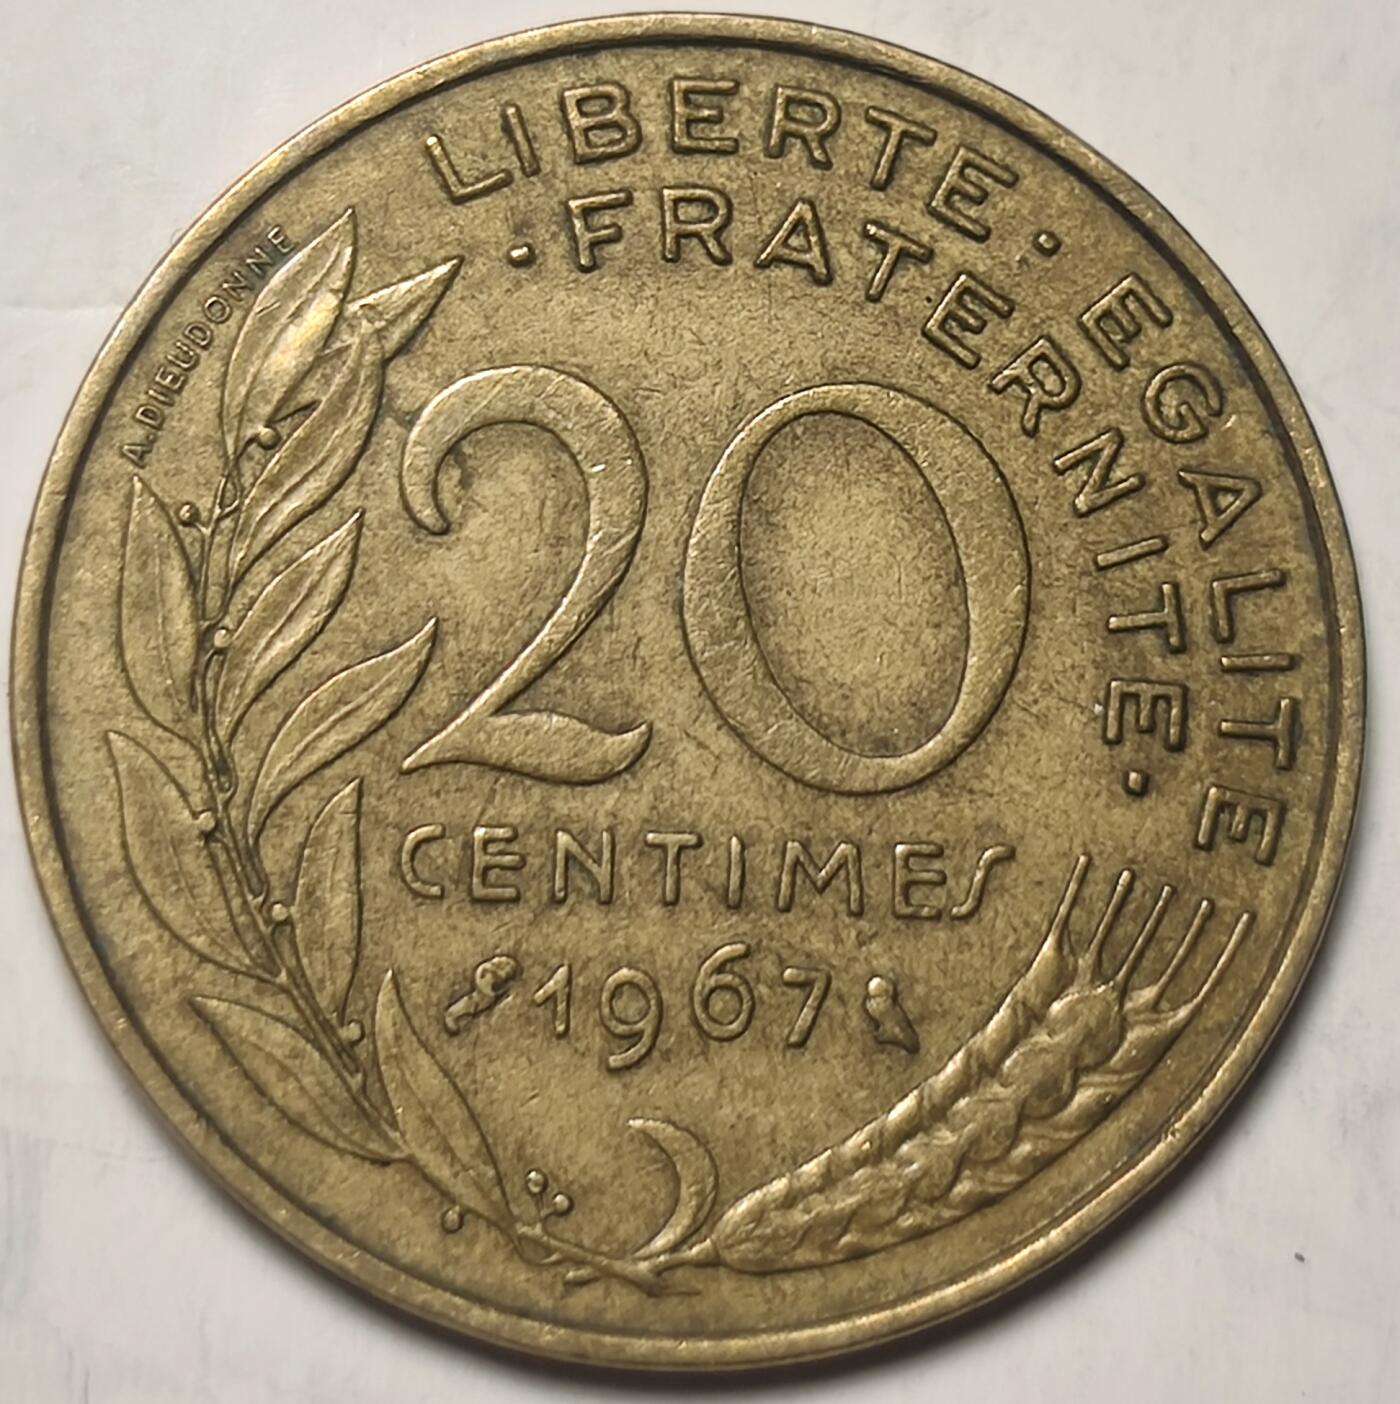 LIBERTE · EGALITE
· FRATERNITE ·
A.DIEUDONNE
20
CENTIMES
1967